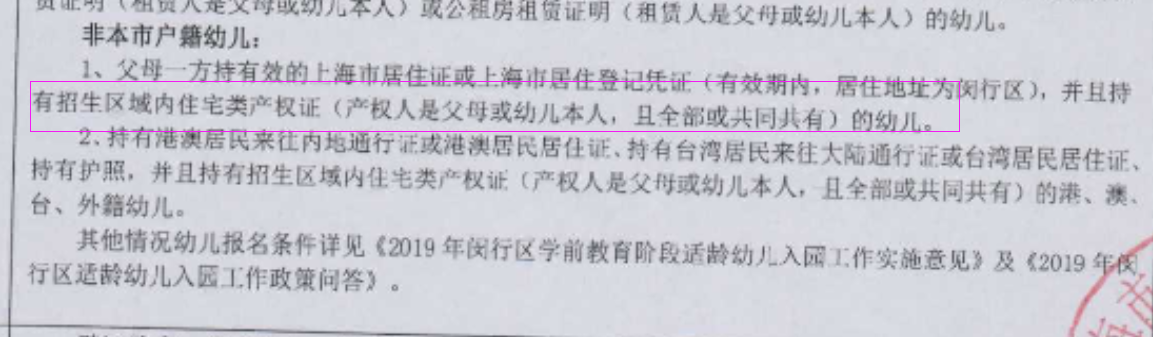 赁证明（租赁人是父母或幼儿本人）或公租房租赁证明（租赁人是父母或幼儿本人）的幼儿。
非本市户籍幼儿：
1、父母一方持有效的上海市居住证或上海市居住登记凭证（有效期内，居住地址为闵行区），并且持
有招生区域内住宅类产权证（产权人是父母或幼儿本人，且全部或共同共有）的幼儿。
2、持有港澳居民来往内地通行证或港澳居民居住证、持有台湾居民来往大陆通行证或台湾居民居住证、
持有护照，并且持有招生区域内住宅类产权证（产权人是父母或幼儿本人，且全部或共同共有）的港、澳、
台、外籍幼儿。
其他情况幼儿报名条件详见《2019年闵行区学前教育阶段适龄幼儿入园工作实施意见》及《2019年闵
行区适龄幼儿入园工作政策问答》。
海市